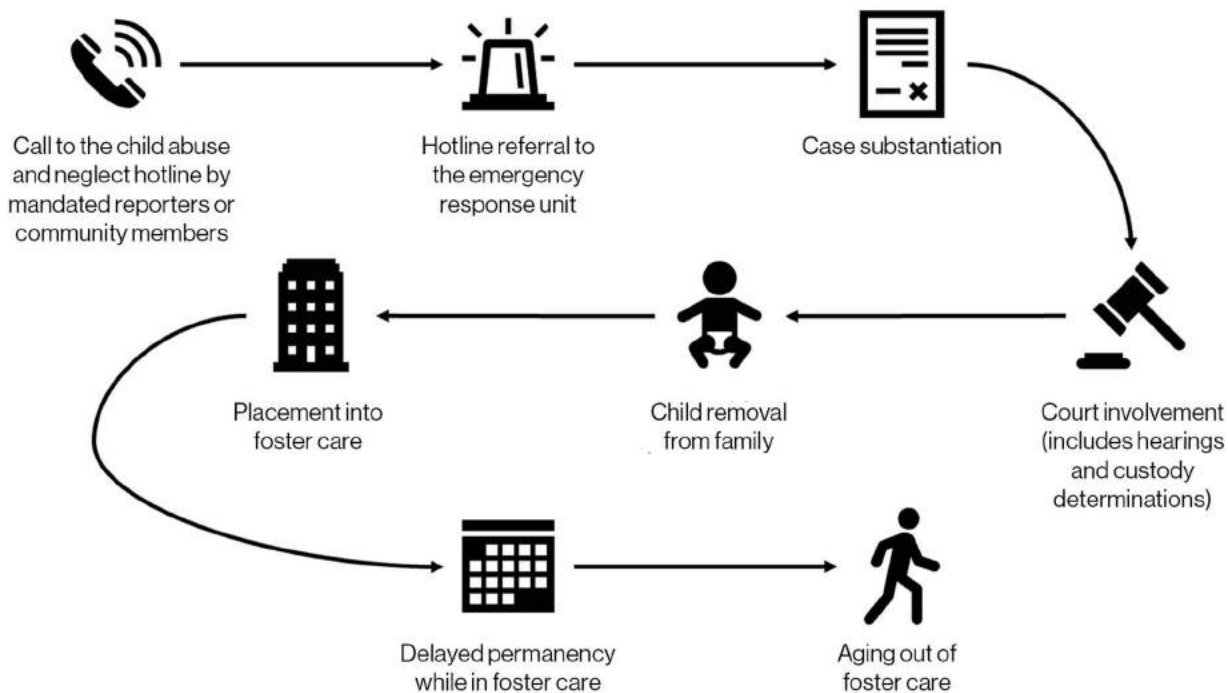 Call to the child abuse
and neglect hotline by
mandated reporters or
community members
Hotline referral to
the emergency
response unit
Case substantiation
Court involvement
(includes hearings
and custody
determinations)
Child removal
from family
Placement into
foster care
Delayed permanency
while in foster care
Aging out of
foster care